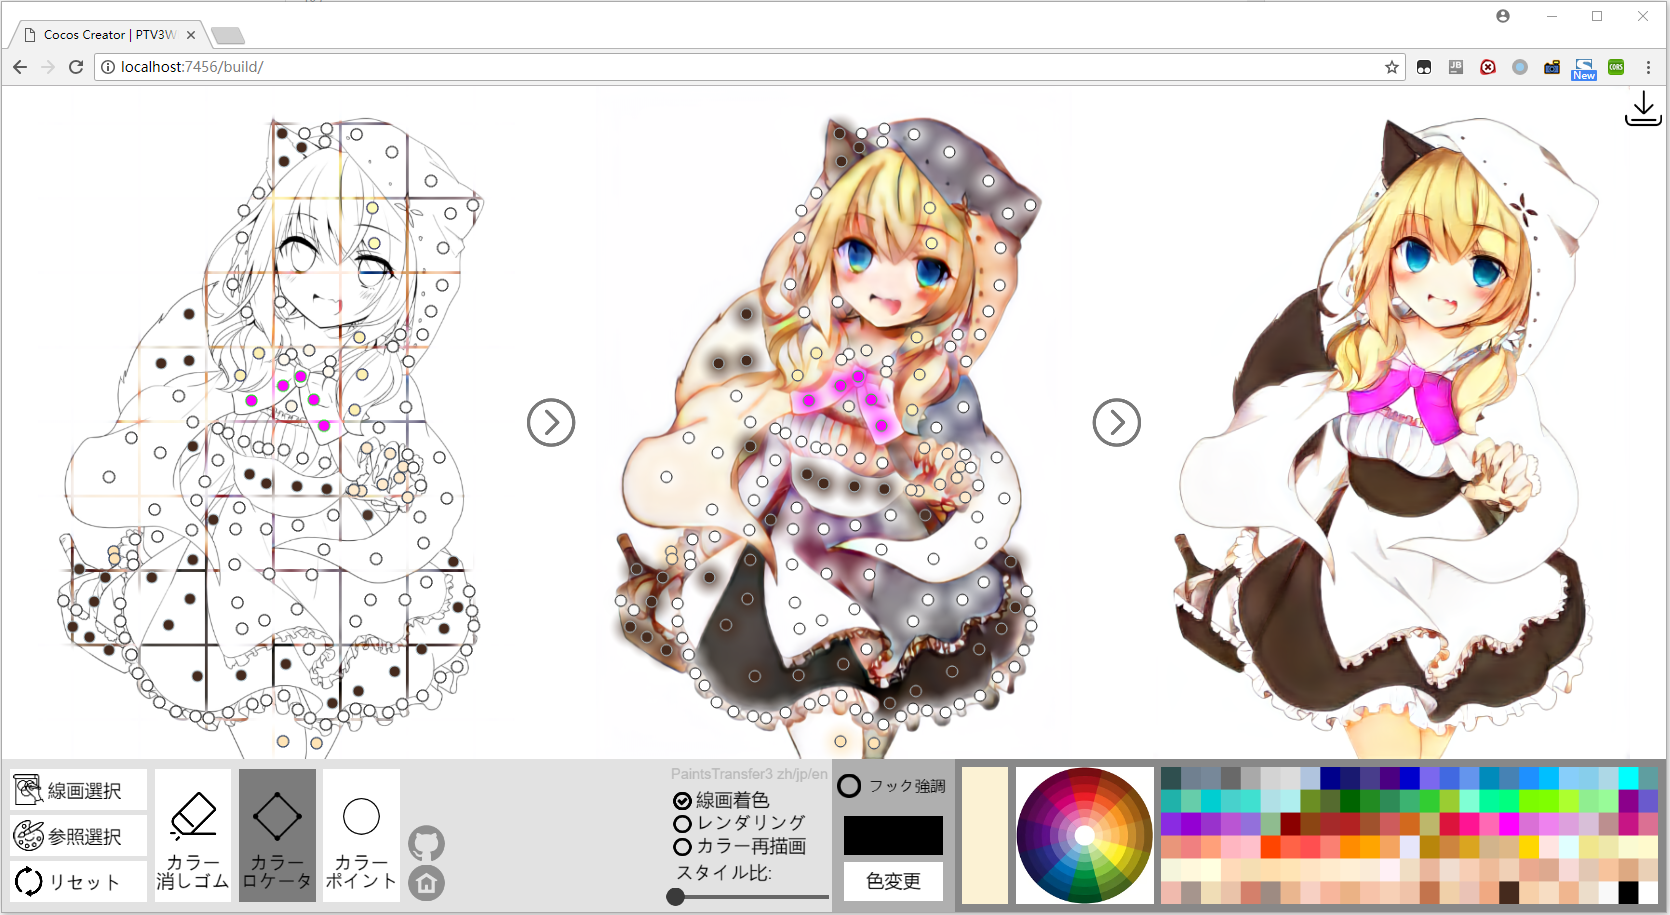 Cocos Creator | PTV3W
localhost:7456/build/
JB
New
CORS
線画選択
参照選択
リセット
カラー
消しゴム
カラー
ロケータ
カラー
ポイント
PaintsTransfer3 zh/jp/en
線画着色
レンダリング
カラー再描画
スタイル比:
フック強調
色変更